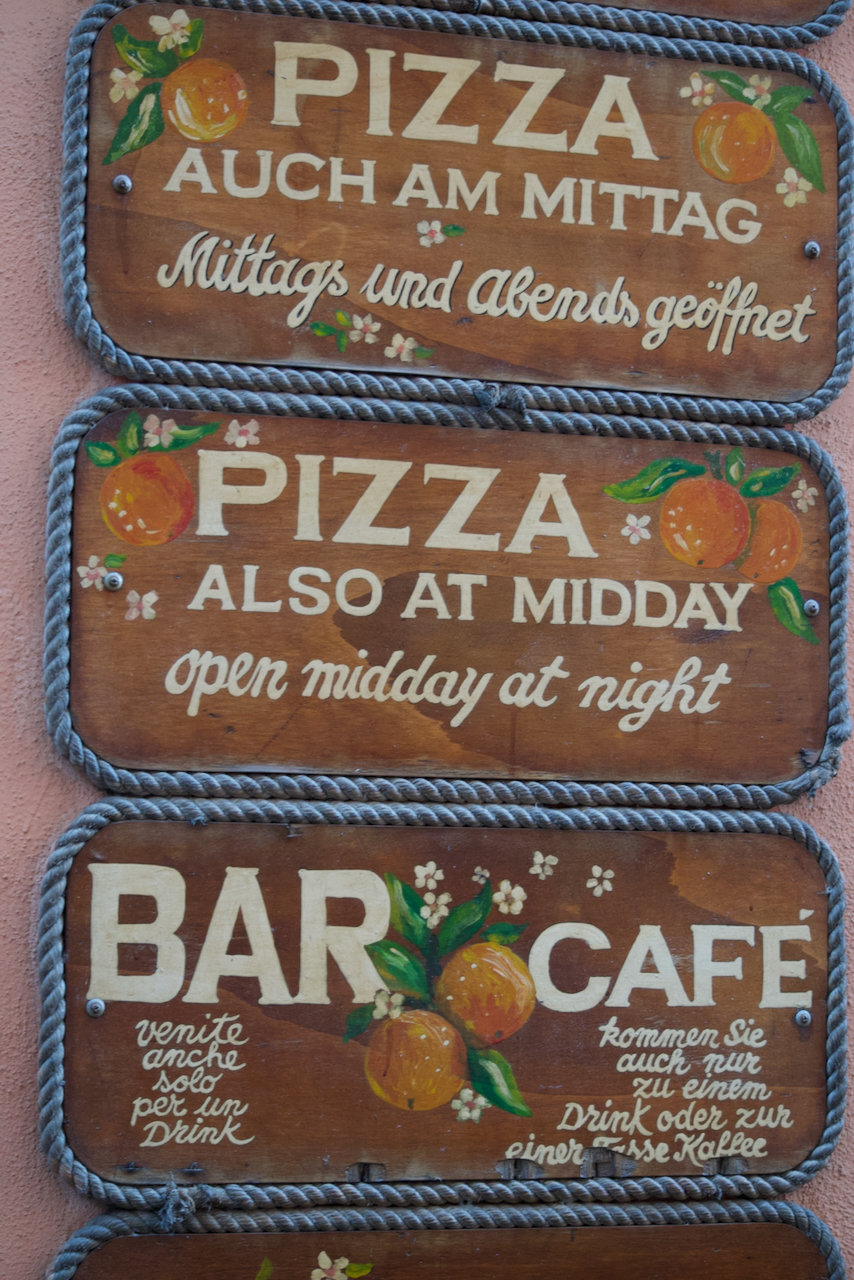 PIZZA
AUCH AM MITTAG
Mittags und Abends geöffnet
PIZZA
ALSO AT MIDDAY
open midday at night
BAR CAFÉ
venite
anche
solo
per un
Drink
kommen Sie
auch nur
zu einem
Drink oder zur
einer Tasse Kaffee